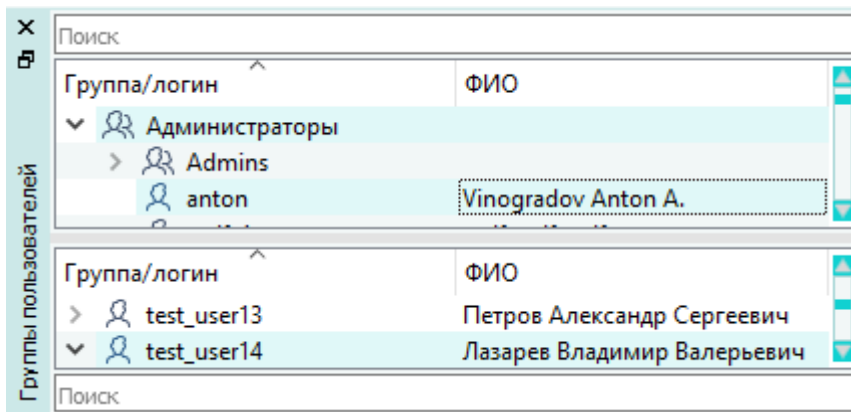 Поиск
Группа/логин ФИО
Администраторы
Admins
anton Vinogradov Anton A.
Группа/логин ФИО
test_user13 Петров Александр Сергеевич
test_user14 Лазарев Владимир Валерьевич
Поиск
Группы пользователей